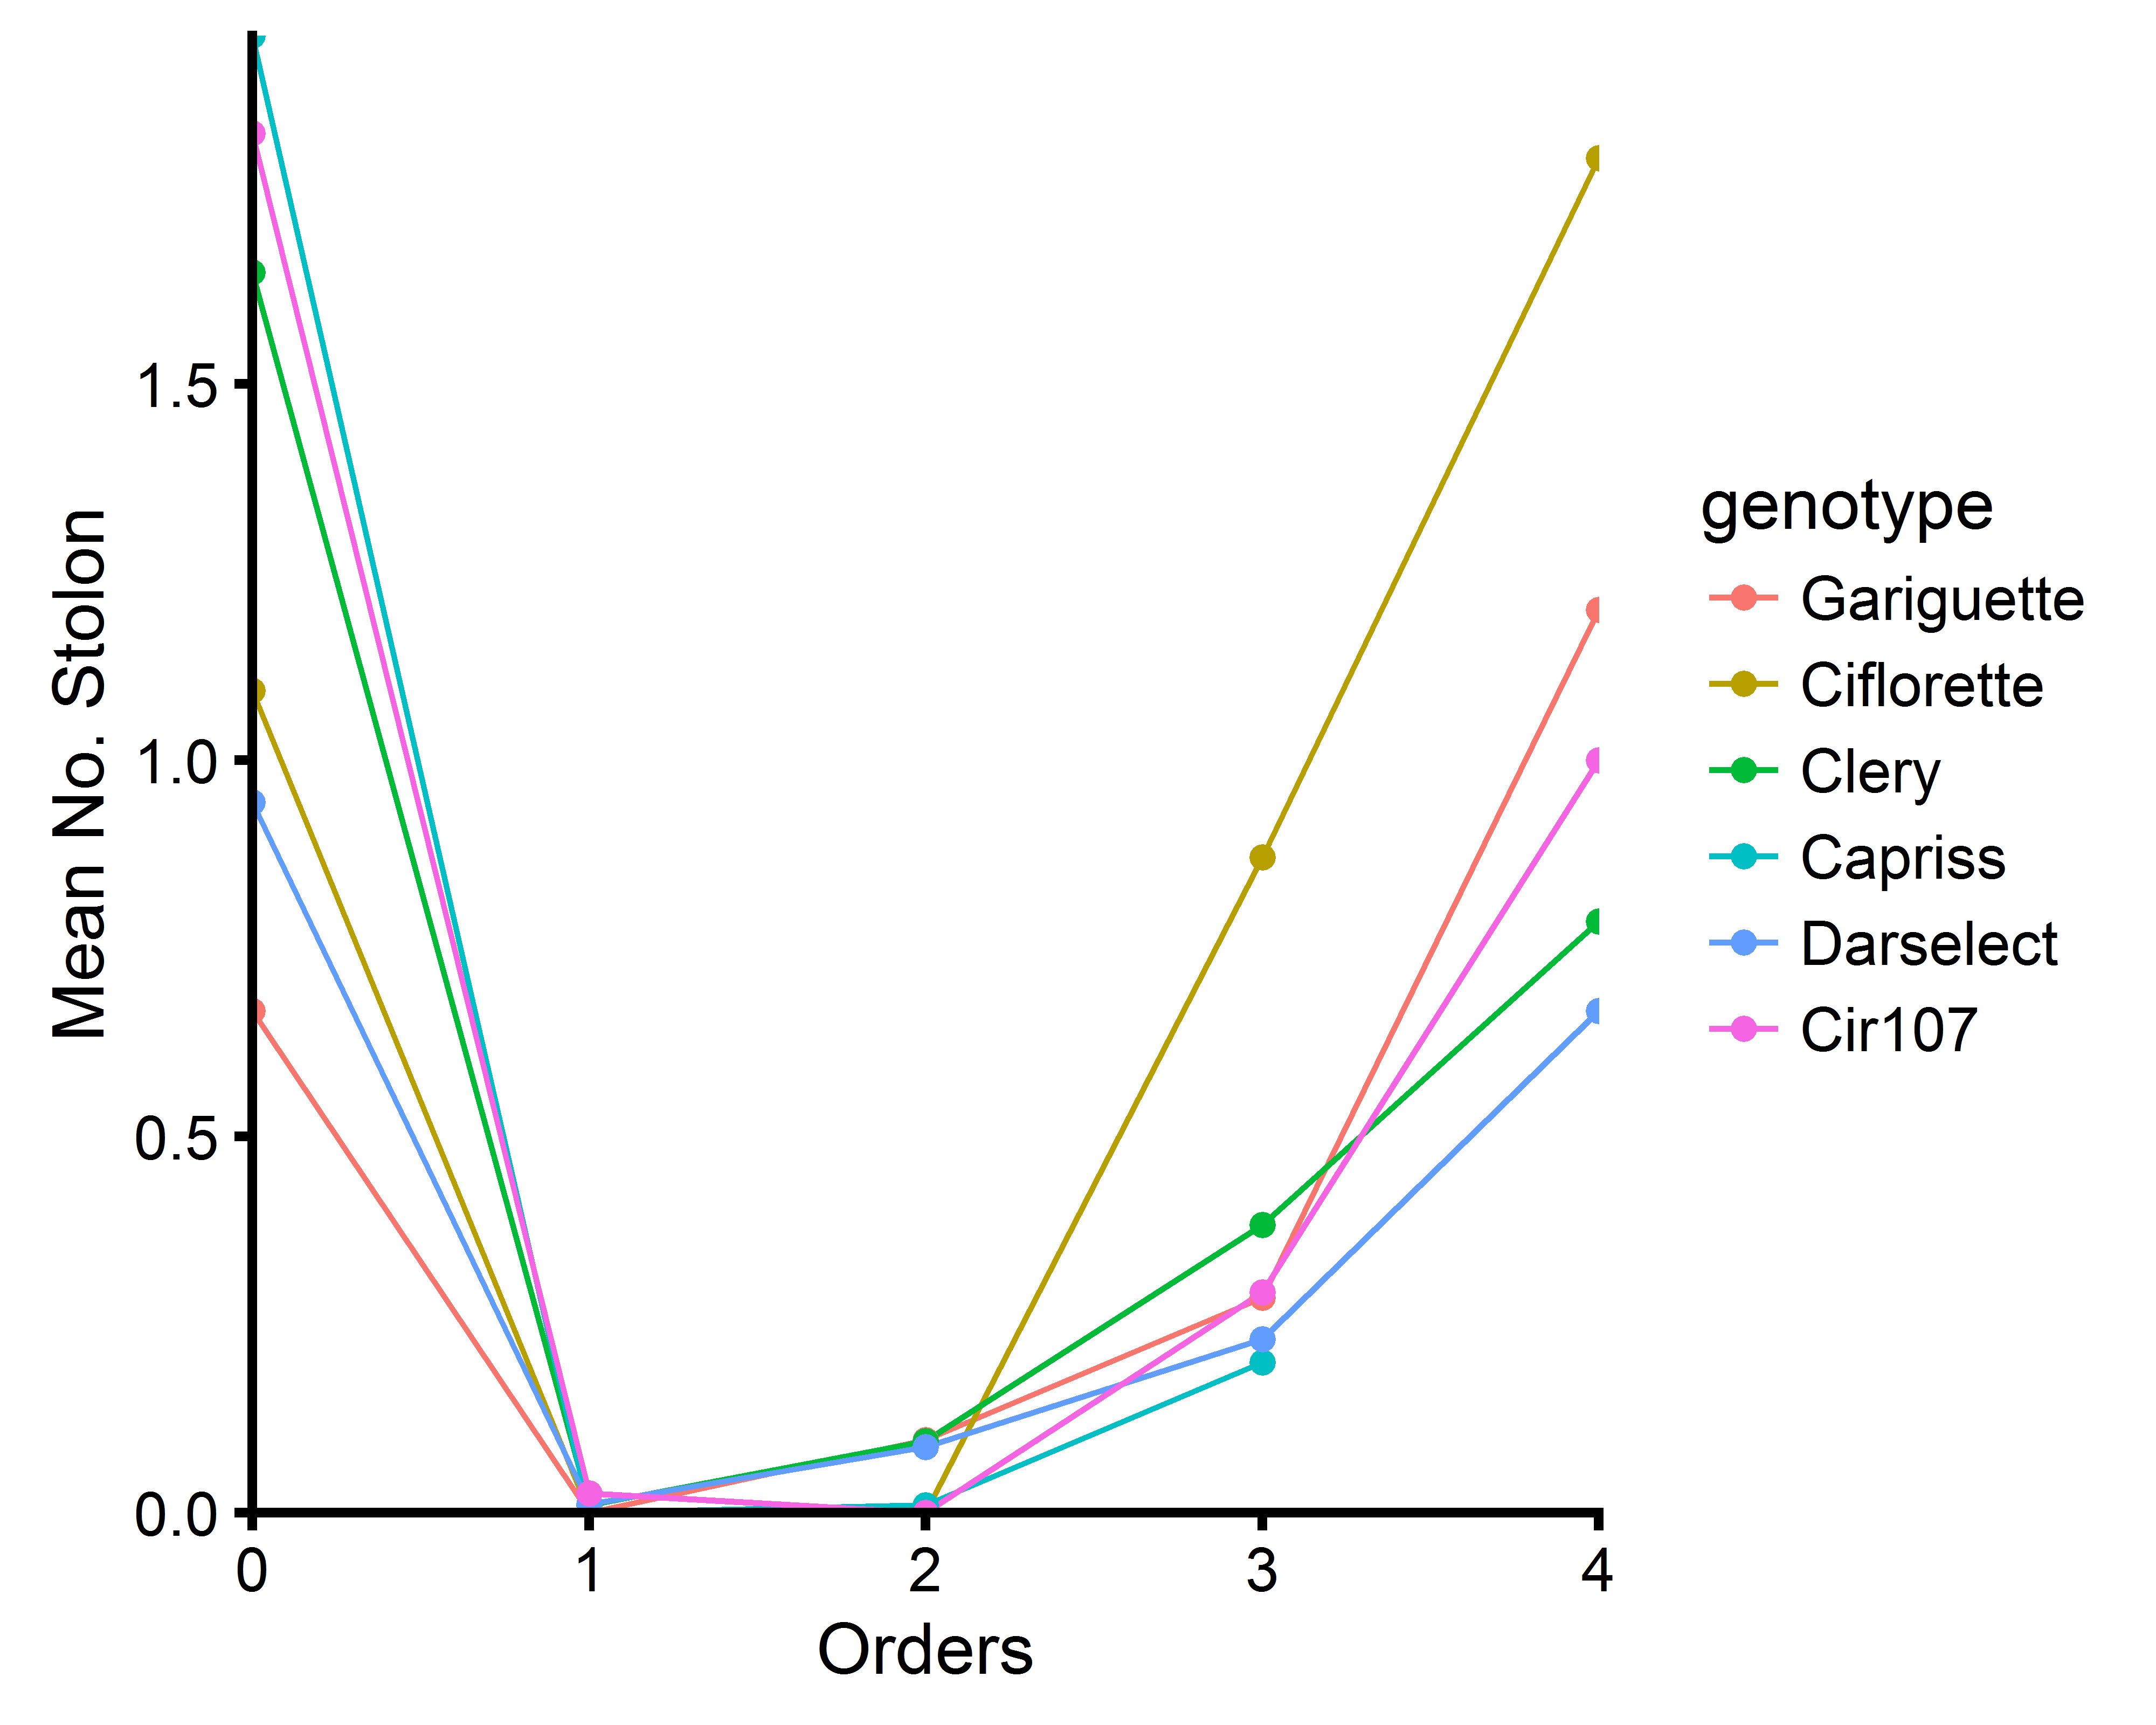 Mean No. Stolon
1.5
1.0
0.5
0.0
0 1 2 3 4
Orders
genotype
Gariguette
Ciflorette
Clery
Capriss
Darselect
Cir107